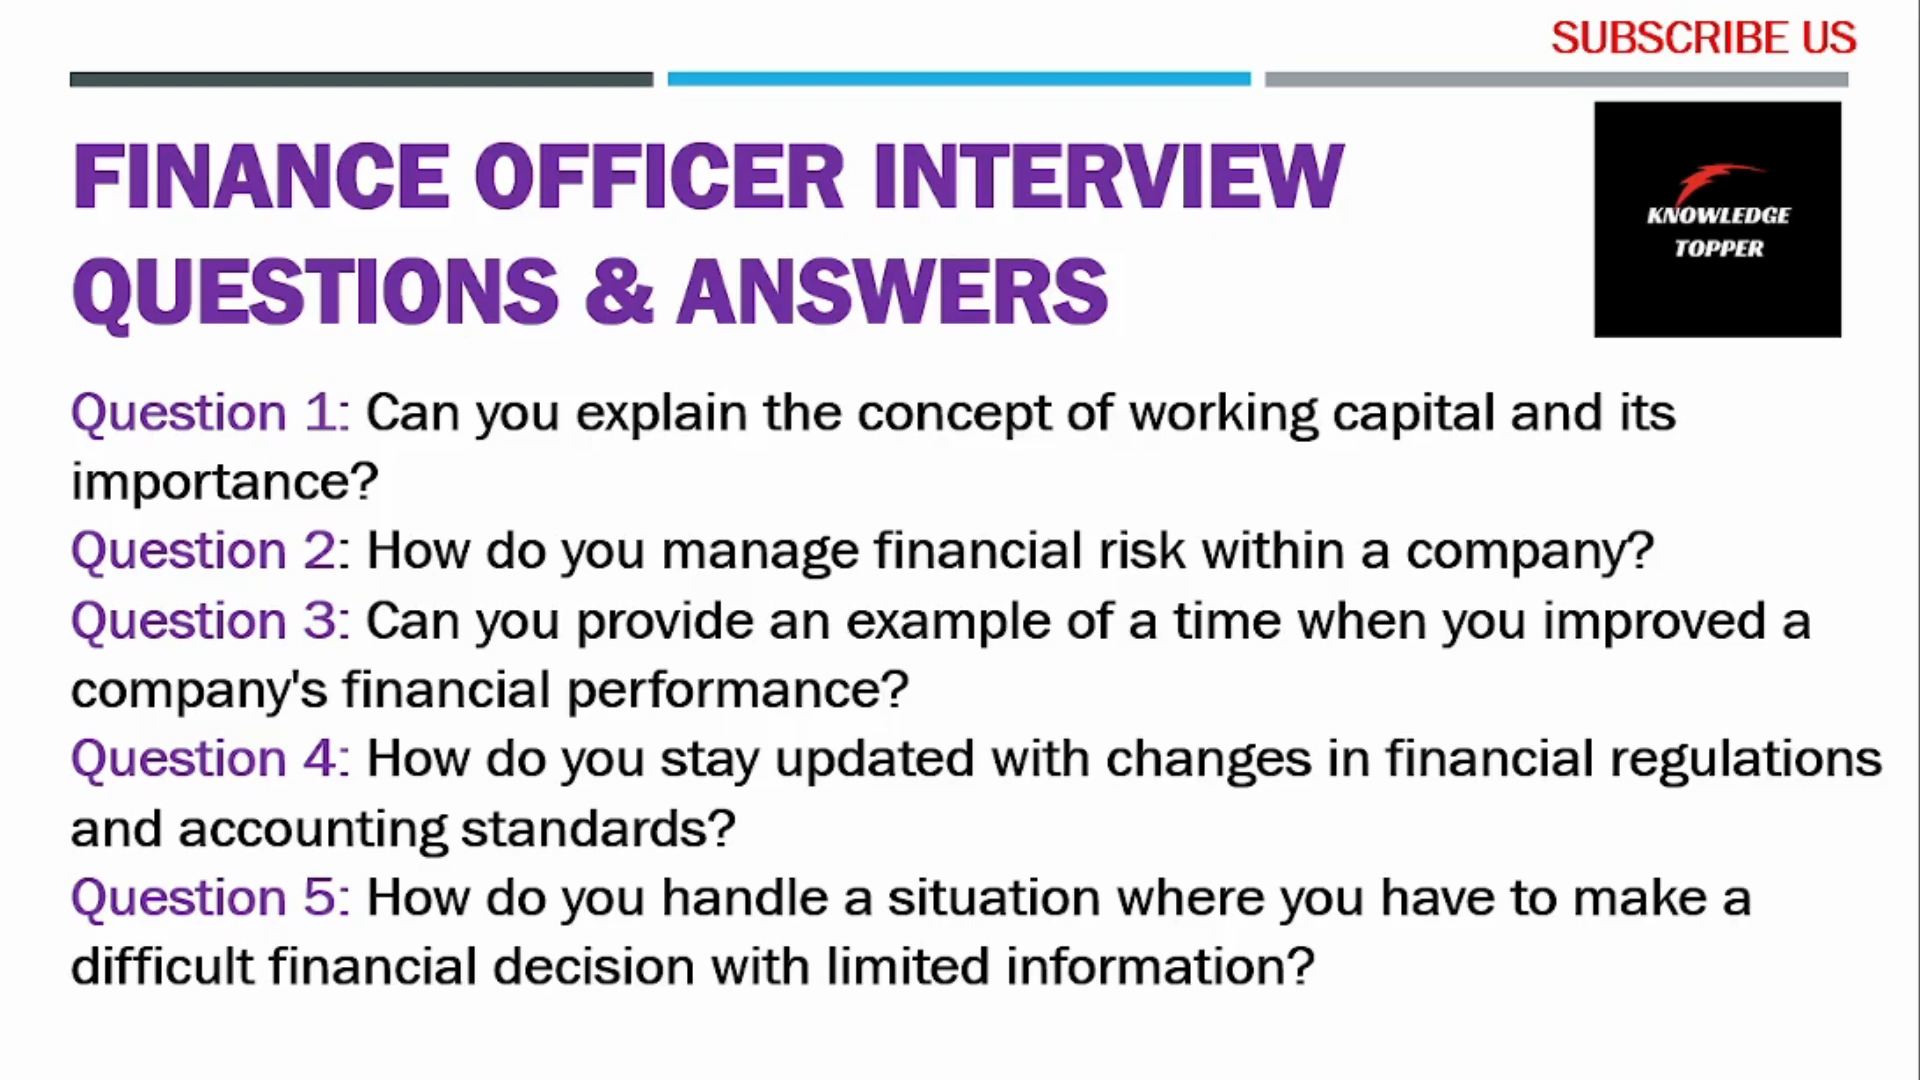 SUBSCRIBE US
FINANCE OFFICER INTERVIEW
QUESTIONS & ANSWERS
KNOWLEDGE
TOPPER
Question 1: Can you explain the concept of working capital and its
importance?
Question 2: How do you manage financial risk within a company?
Question 3: Can you provide an example of a time when you improved a
company's financial performance?
Question 4: How do you stay updated with changes in financial regulations
and accounting standards?
Question 5: How do you handle a situation where you have to make a
difficult financial decision with limited information?